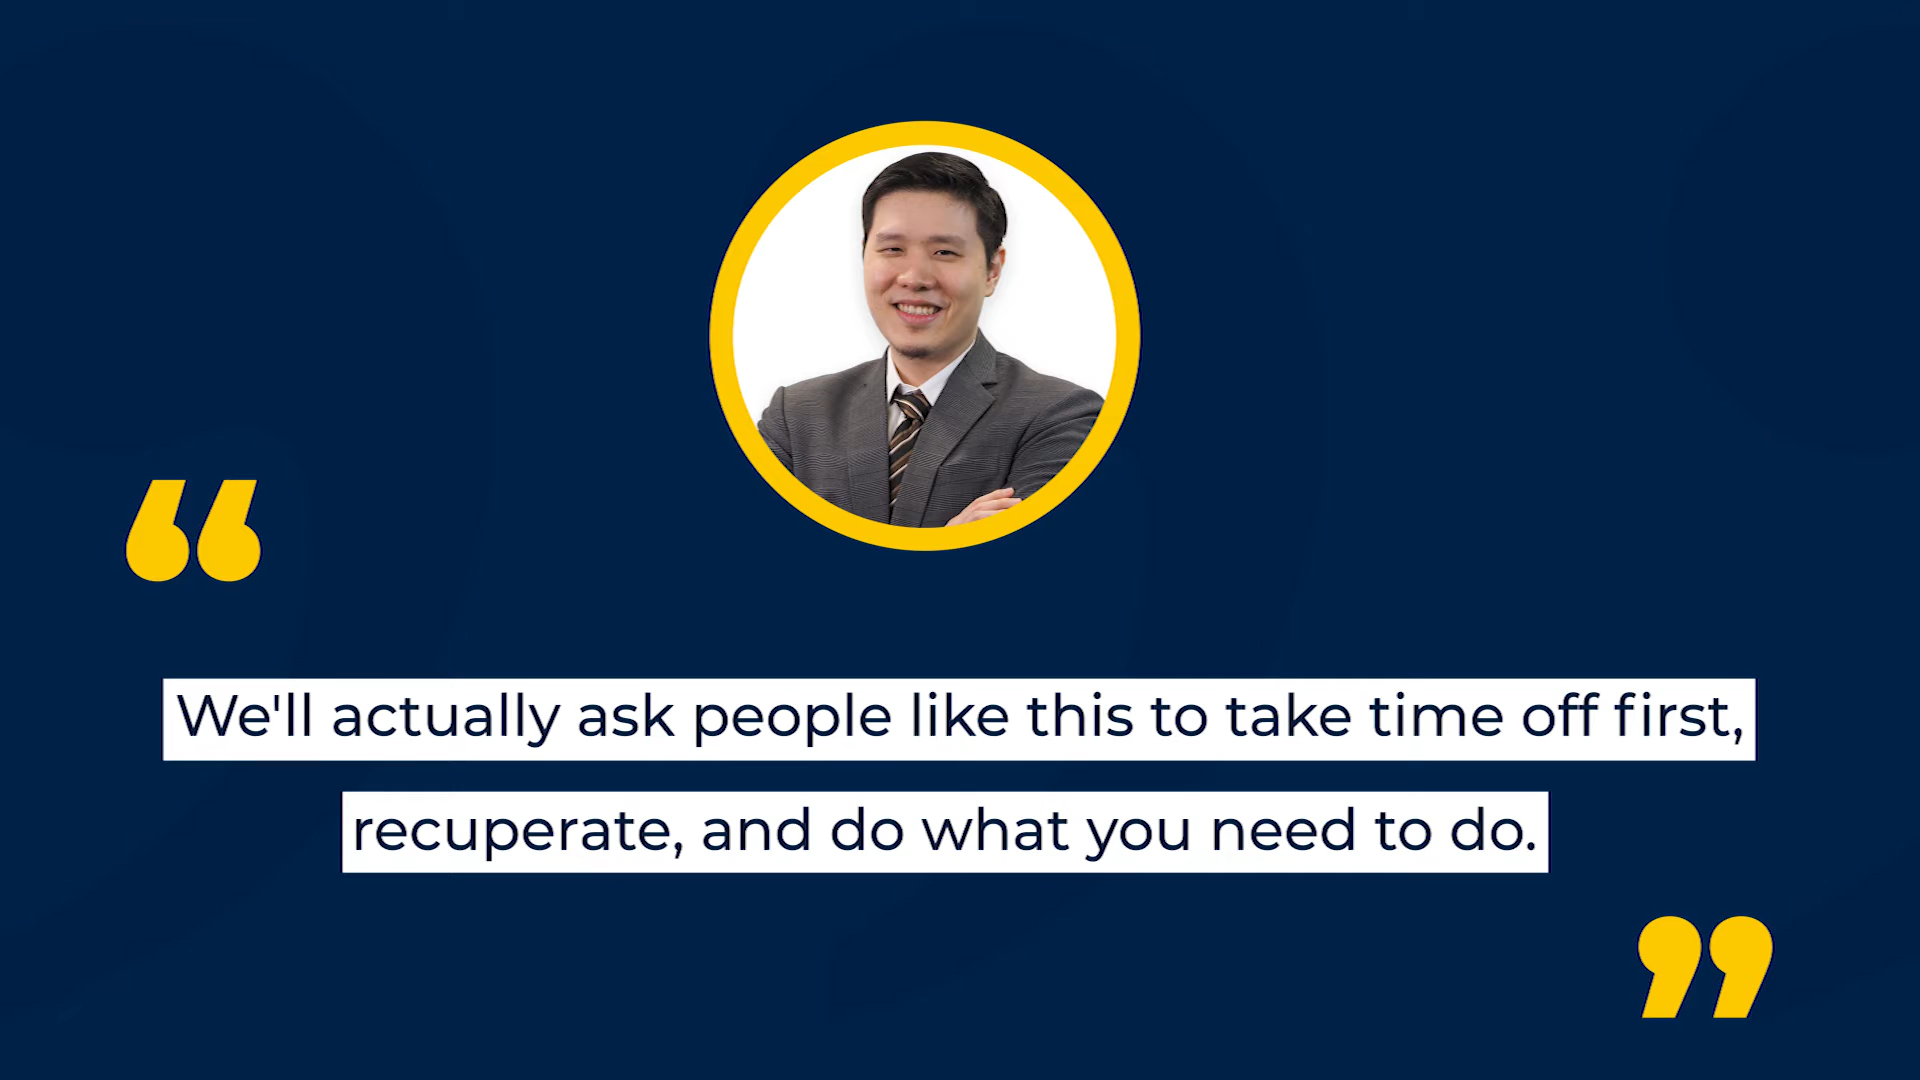 “
We'll actually ask people like this to take time off first,
recuperate, and do what you need to do.
”